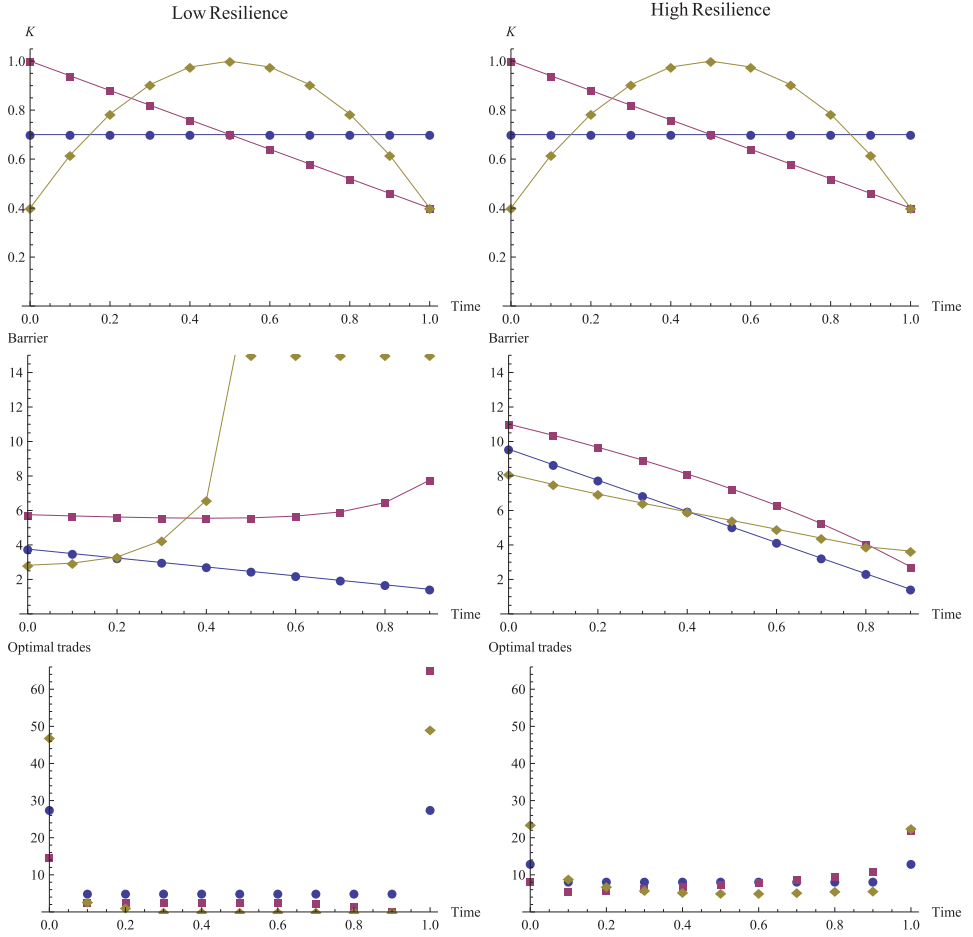 Low Resilience
High Resilience
K
1.0
0.8
0.6
0.4
0.2
0.0 0.2 0.4 0.6 0.8 1.0
Time
K
1.0
0.8
0.6
0.4
0.2
0.0 0.2 0.4 0.6 0.8 1.0
Time
Barrier
14
12
10
8
6
4
2
0.0 0.2 0.4 0.6 0.8
Time
Barrier
14
12
10
8
6
4
2
0.0 0.2 0.4 0.6 0.8
Time
Optimal trades
60
50
40
30
20
10
0.0 0.2 0.4 0.6 0.8 1.0
Time
Optimal trades
60
50
40
30
20
10
0.0 0.2 0.4 0.6 0.8 1.0
Time